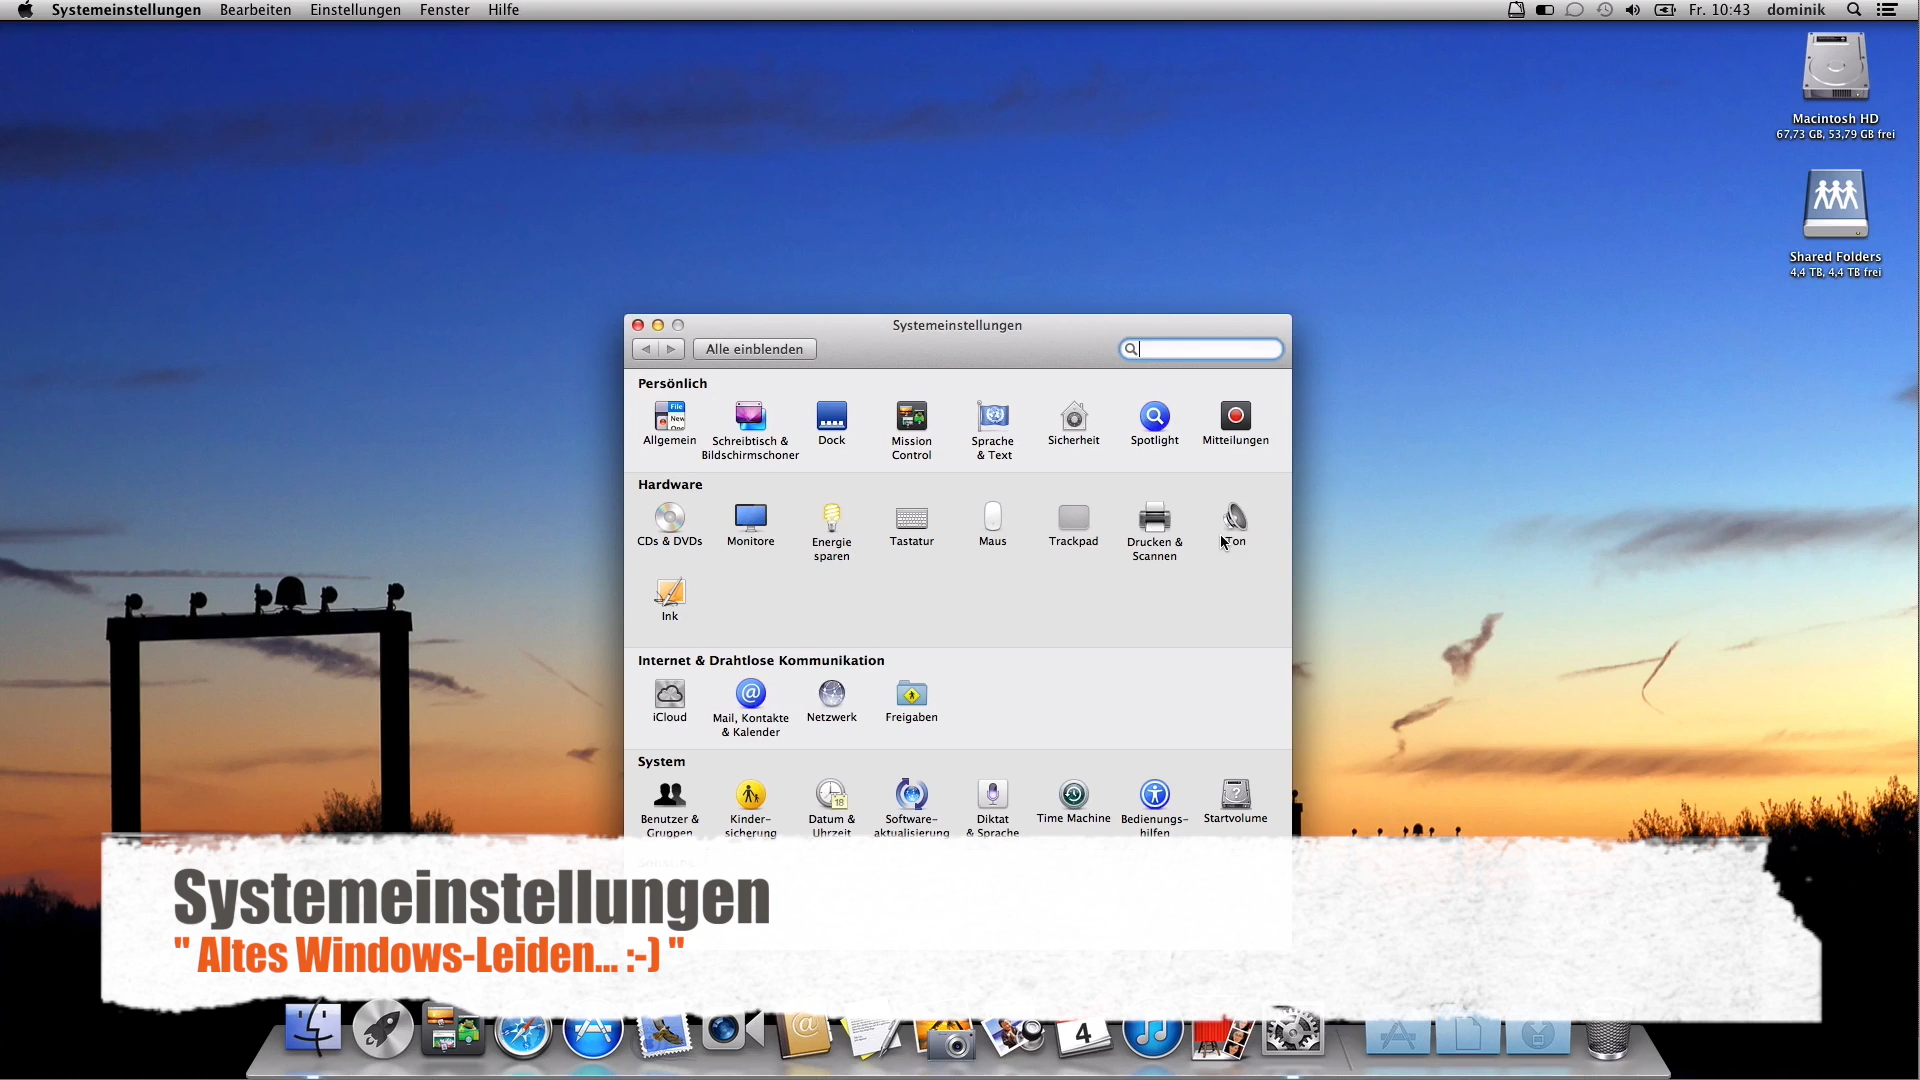 Systemeinstellungen Bearbeiten Einstellungen Fenster Hilfe
Fr. 10:43 dominik
Macintosh HD
67,73 GB, 53,79 GB frei
Shared Folders
4,4 TB, 4,4 TB frei
Systemeinstellungen
Alle einblenden
Persönlich
Allgemein
Schreibtisch &
Bildschirmschoner
Dock
Mission
Control
Sprache
& Text
Sicherheit
Spotlight
Mitteilungen
Hardware
CDs & DVDs
Monitore
Energie
sparen
Tastatur
Maus
Trackpad
Drucken &
Scannen
Ton
Ink
Internet & Drahtlose Kommunikation
iCloud
Mail, Kontakte
& Kalender
Netzwerk
Freigaben
System
Benutzer &
Gruppen
Kinder-
sicherung
Datum &
Uhrzeit
Software-
aktualisierung
Diktat
& Sprache
Time Machine
Bedienungs-
hilfen
Startvolume
Systemeinstellungen
" Altes Windows-Leiden... :-) "
4